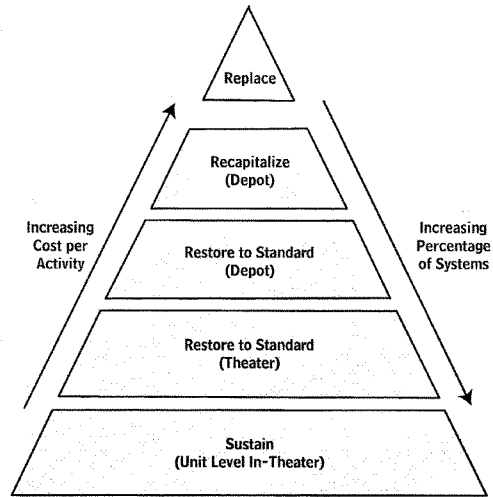 Replace
Recapitalize
(Depot)
Increasing
Cost per
Activity
Increasing
Percentage
of Systems
Restore to Standard
(Depot)
Restore to Standard
(Theater)
Sustain
(Unit Level In-Theater)